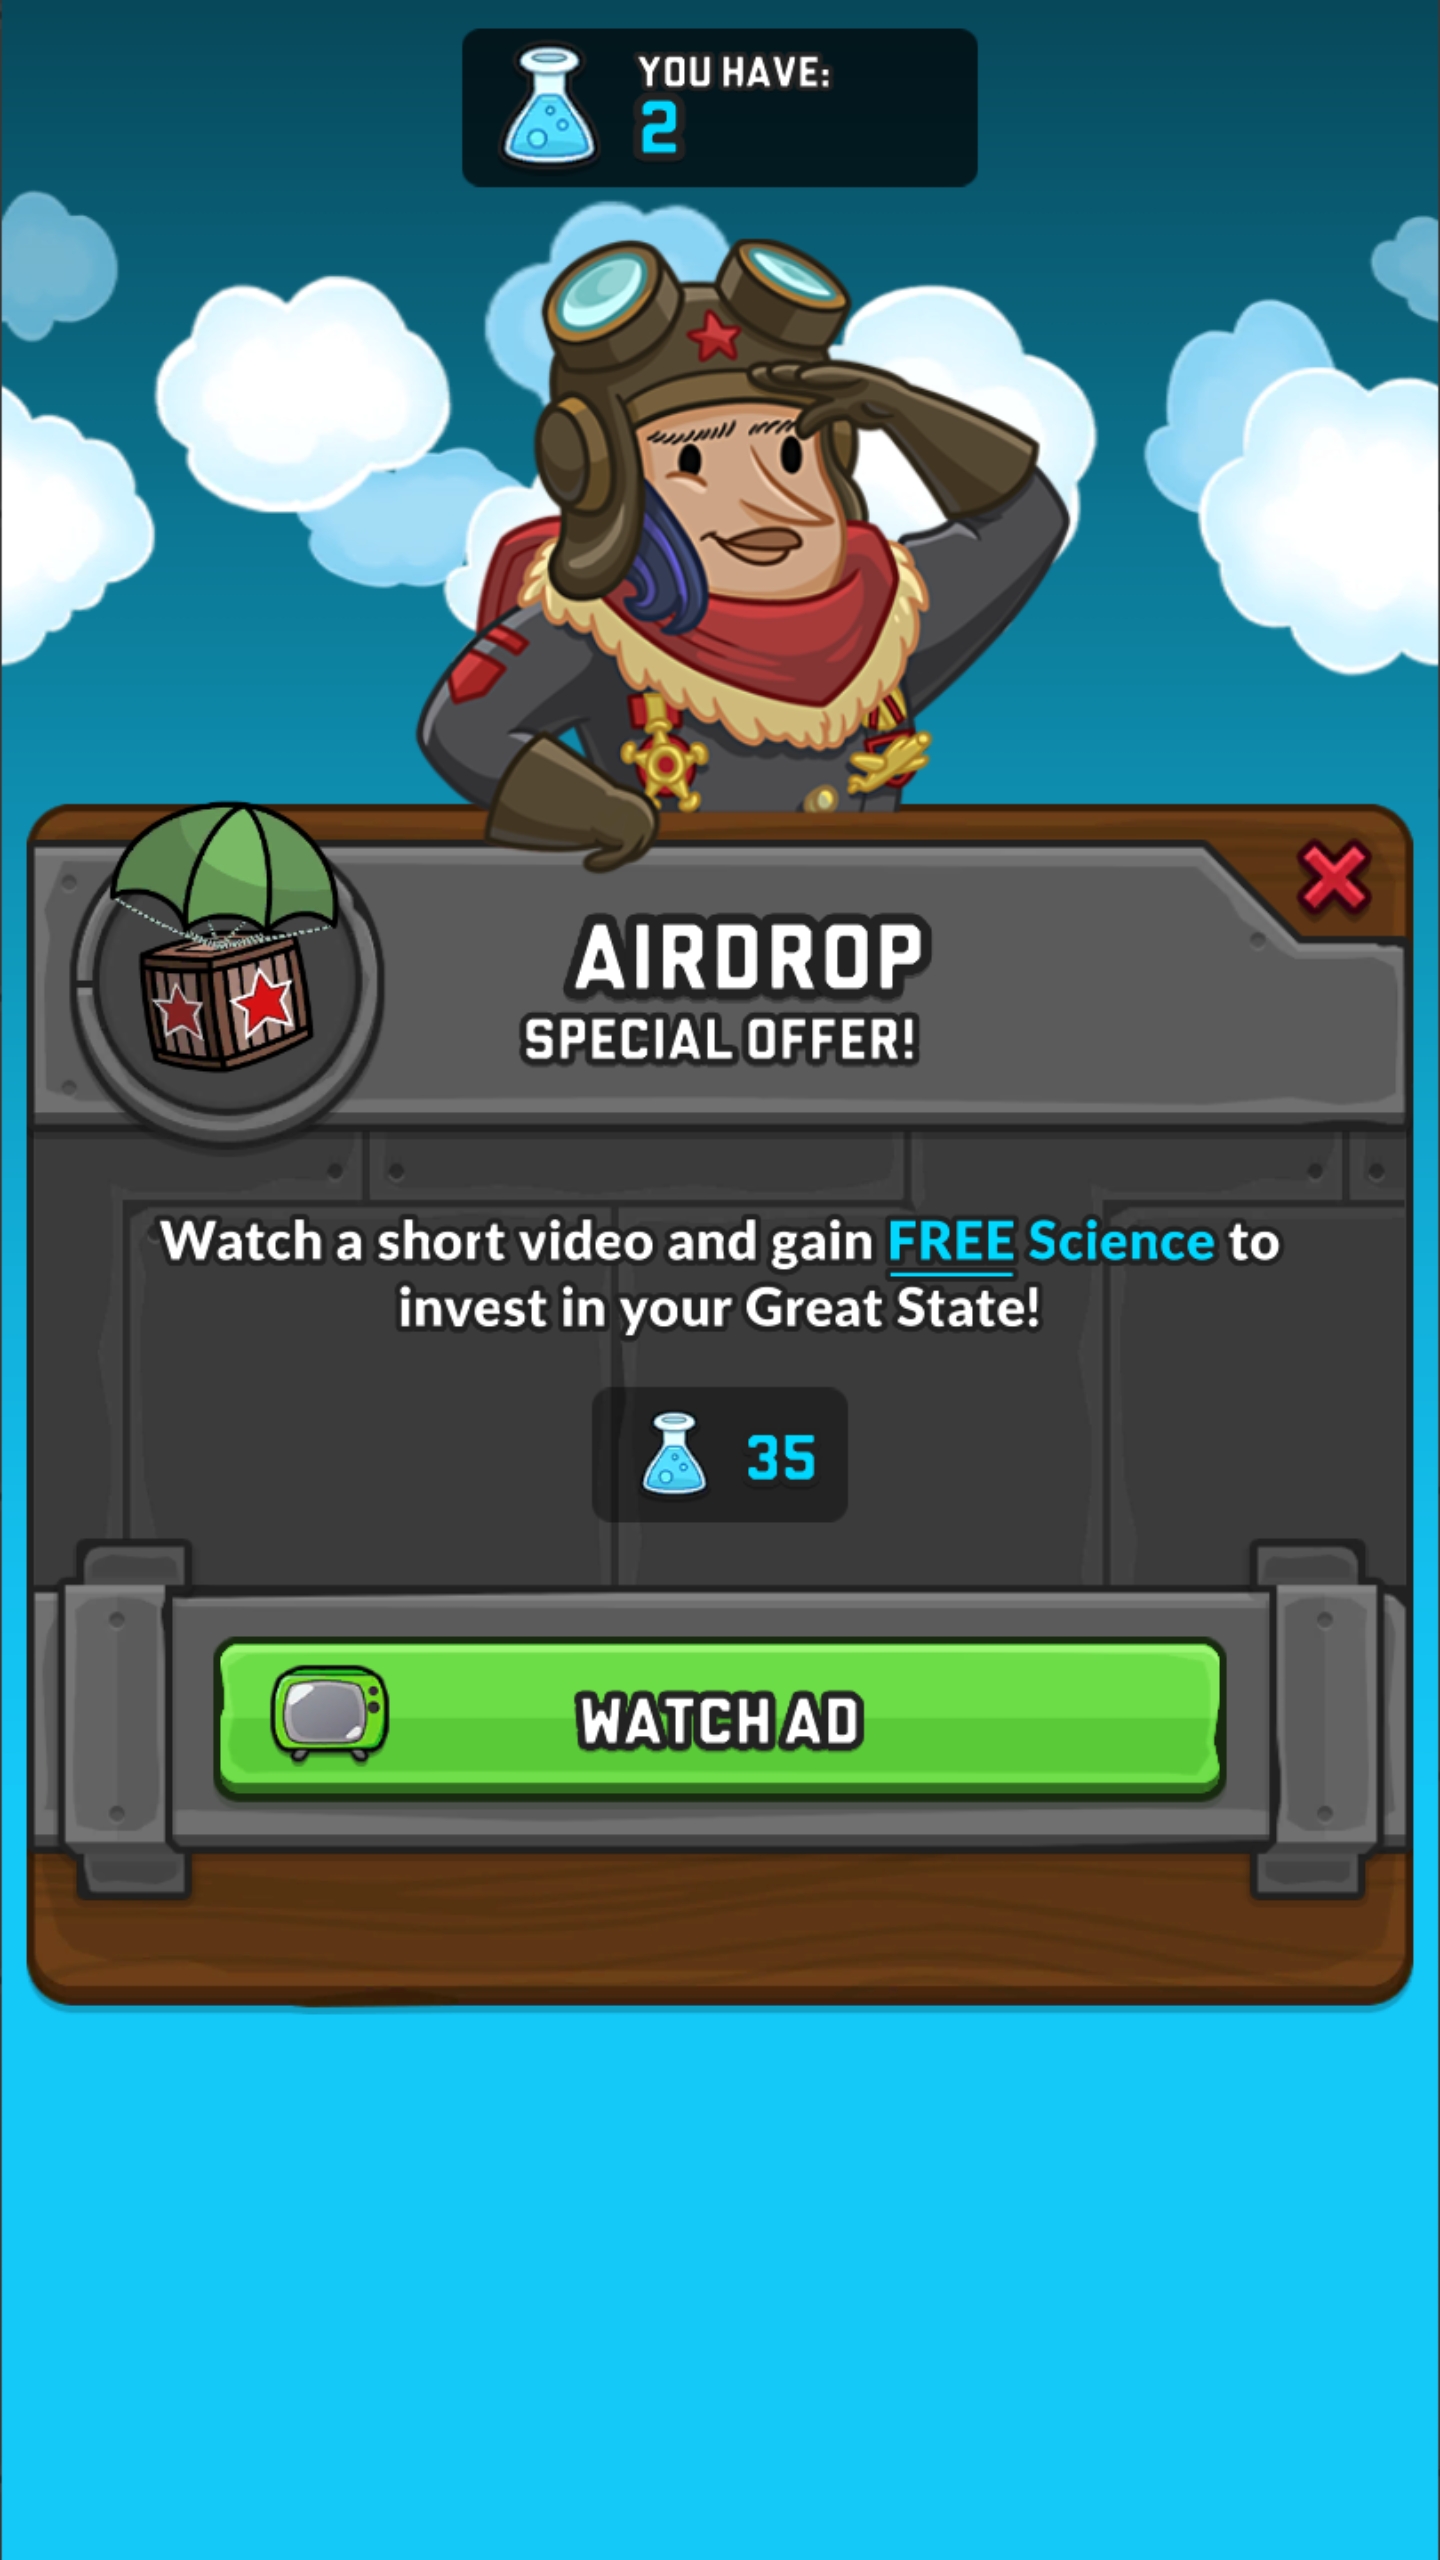 YOU HAVE:
2
AIRDROP
SPECIAL OFFER!
Watch a short video and gain FREE Science to
invest in your Great State!
35
WATCH AD